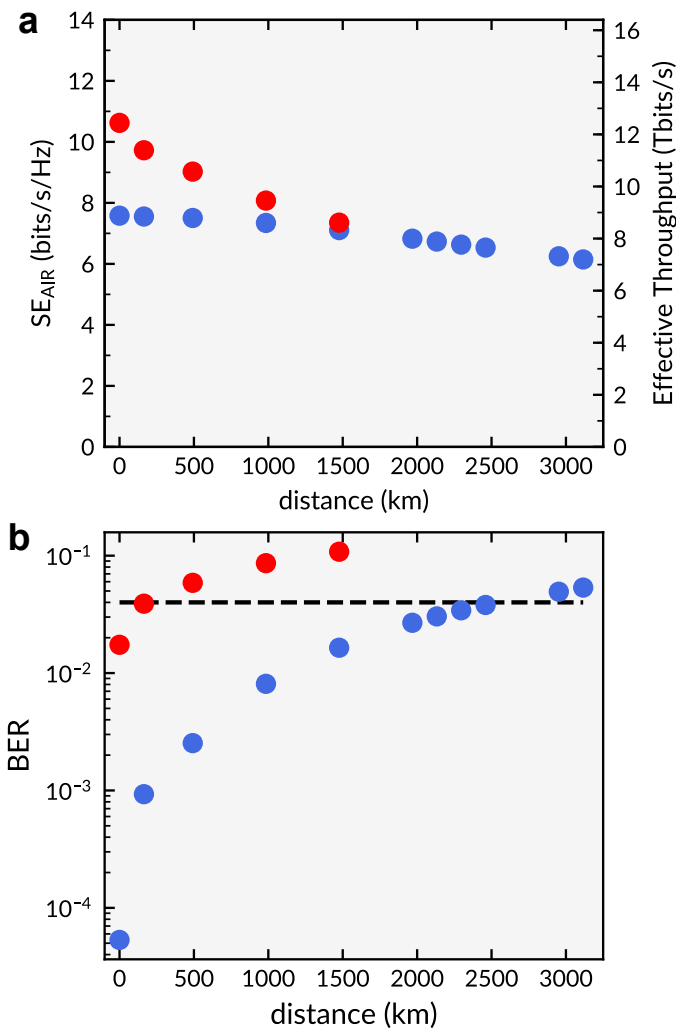 a
14
12
10
8
6
4
2
0
SE_AIR (bits/s/Hz)
16
14
12
10
8
6
4
2
0
Effective Throughput (Tbits/s)
0 500 1000 1500 2000 2500 3000
distance (km)
b
10⁻¹
10⁻²
10⁻³
10⁻⁴
BER
0 500 1000 1500 2000 2500 3000
distance (km)